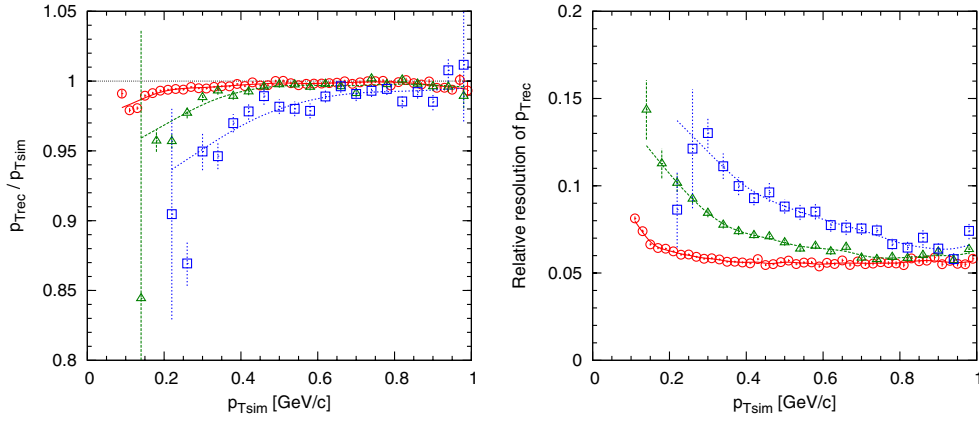 1.05
1
0.95
0.9
0.85
0.8
0 0.2 0.4 0.6 0.8 1
p_Trec / p_Tsim
p_Tsim [GeV/c]
0.2
0.15
0.1
0.05
0
0 0.2 0.4 0.6 0.8 1
Relative resolution of p_Trec
p_Tsim [GeV/c]